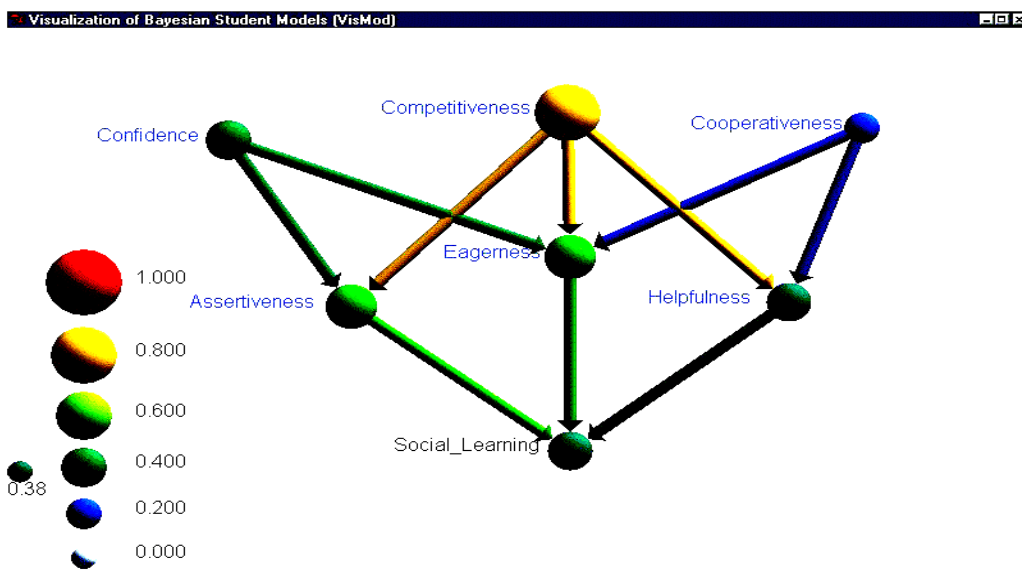 Visualization of Bayesian Student Models (VisMod)
Competitiveness
Cooperativeness
Confidence
Eagerness
Assertiveness
Helpfulness
Social_Learning
1.000
0.800
0.600
0.400
0.38
0.200
0.000